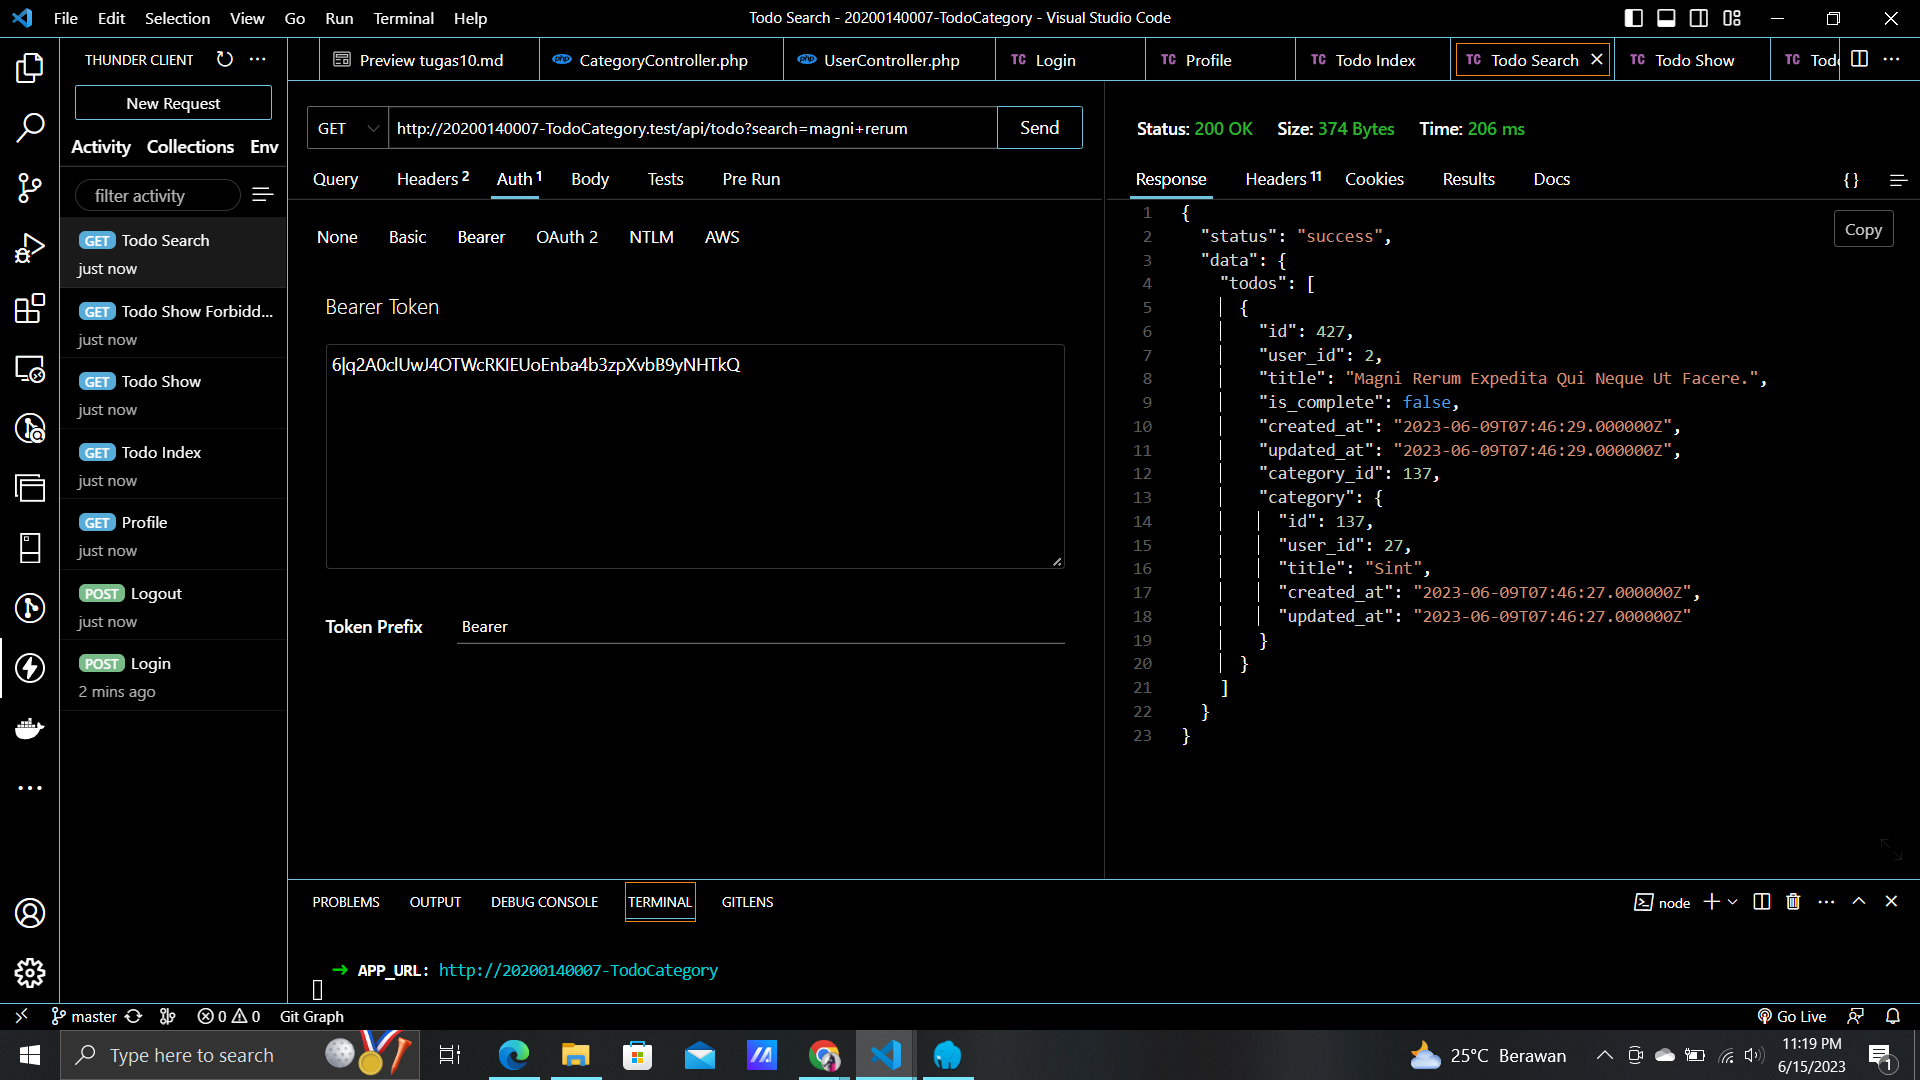 File Edit Selection View Go Run Terminal Help
Todo Search - 20200140007-TodoCategory - Visual Studio Code
THUNDER CLIENT
New Request
Activity Collections Env
filter activity
GET Todo Search
just now
GET Todo Show Forbidd...
just now
GET Todo Show
just now
GET Todo Index
just now
GET Profile
just now
POST Logout
just now
POST Login
2 mins ago
Preview tugas10.md
php CategoryController.php
php UserController.php
TC Login
TC Profile
TC Todo Index
TC Todo Search
TC Todo Show
TC
GET http://20200140007-TodoCategory.test/api/todo?search=magni+rerum Send
Query Headers 2 Auth 1 Body Tests Pre Run
None Basic Bearer OAuth 2 NTLM AWS
Bearer Token
Token Prefix Bearer
Status: 200 OK Size: 374 Bytes Time: 206 ms
Response Headers 11 Cookies Results Docs {}
Copy
1 {
2 "status": "success",
3 "data": {
4 "todos": [
5 {
6 "id": 427,
7 "user_id": 2,
8 "title": "Magni Rerum Expedita Qui Neque Ut Facere.",
9 "is_complete": false,
10 "created_at": "2023-06-09T07:46:29.000000Z",
11 "updated_at": "2023-06-09T07:46:29.000000Z",
12 "category_id": 137,
13 "category": {
14 "id": 137,
15 "user_id": 27,
16 "title": "Sint",
17 "created_at": "2023-06-09T07:46:27.000000Z",
18 "updated_at": "2023-06-09T07:46:27.000000Z"
19 }
20 }
21 ]
22 }
23 }
PROBLEMS OUTPUT DEBUG CONSOLE TERMINAL GITLENS
node
➜ APP_URL: http://20200140007-TodoCategory
master 0 0 Git Graph
Go Live
Type here to search
25°C Berawan
11:19 PM
6/15/2023
1